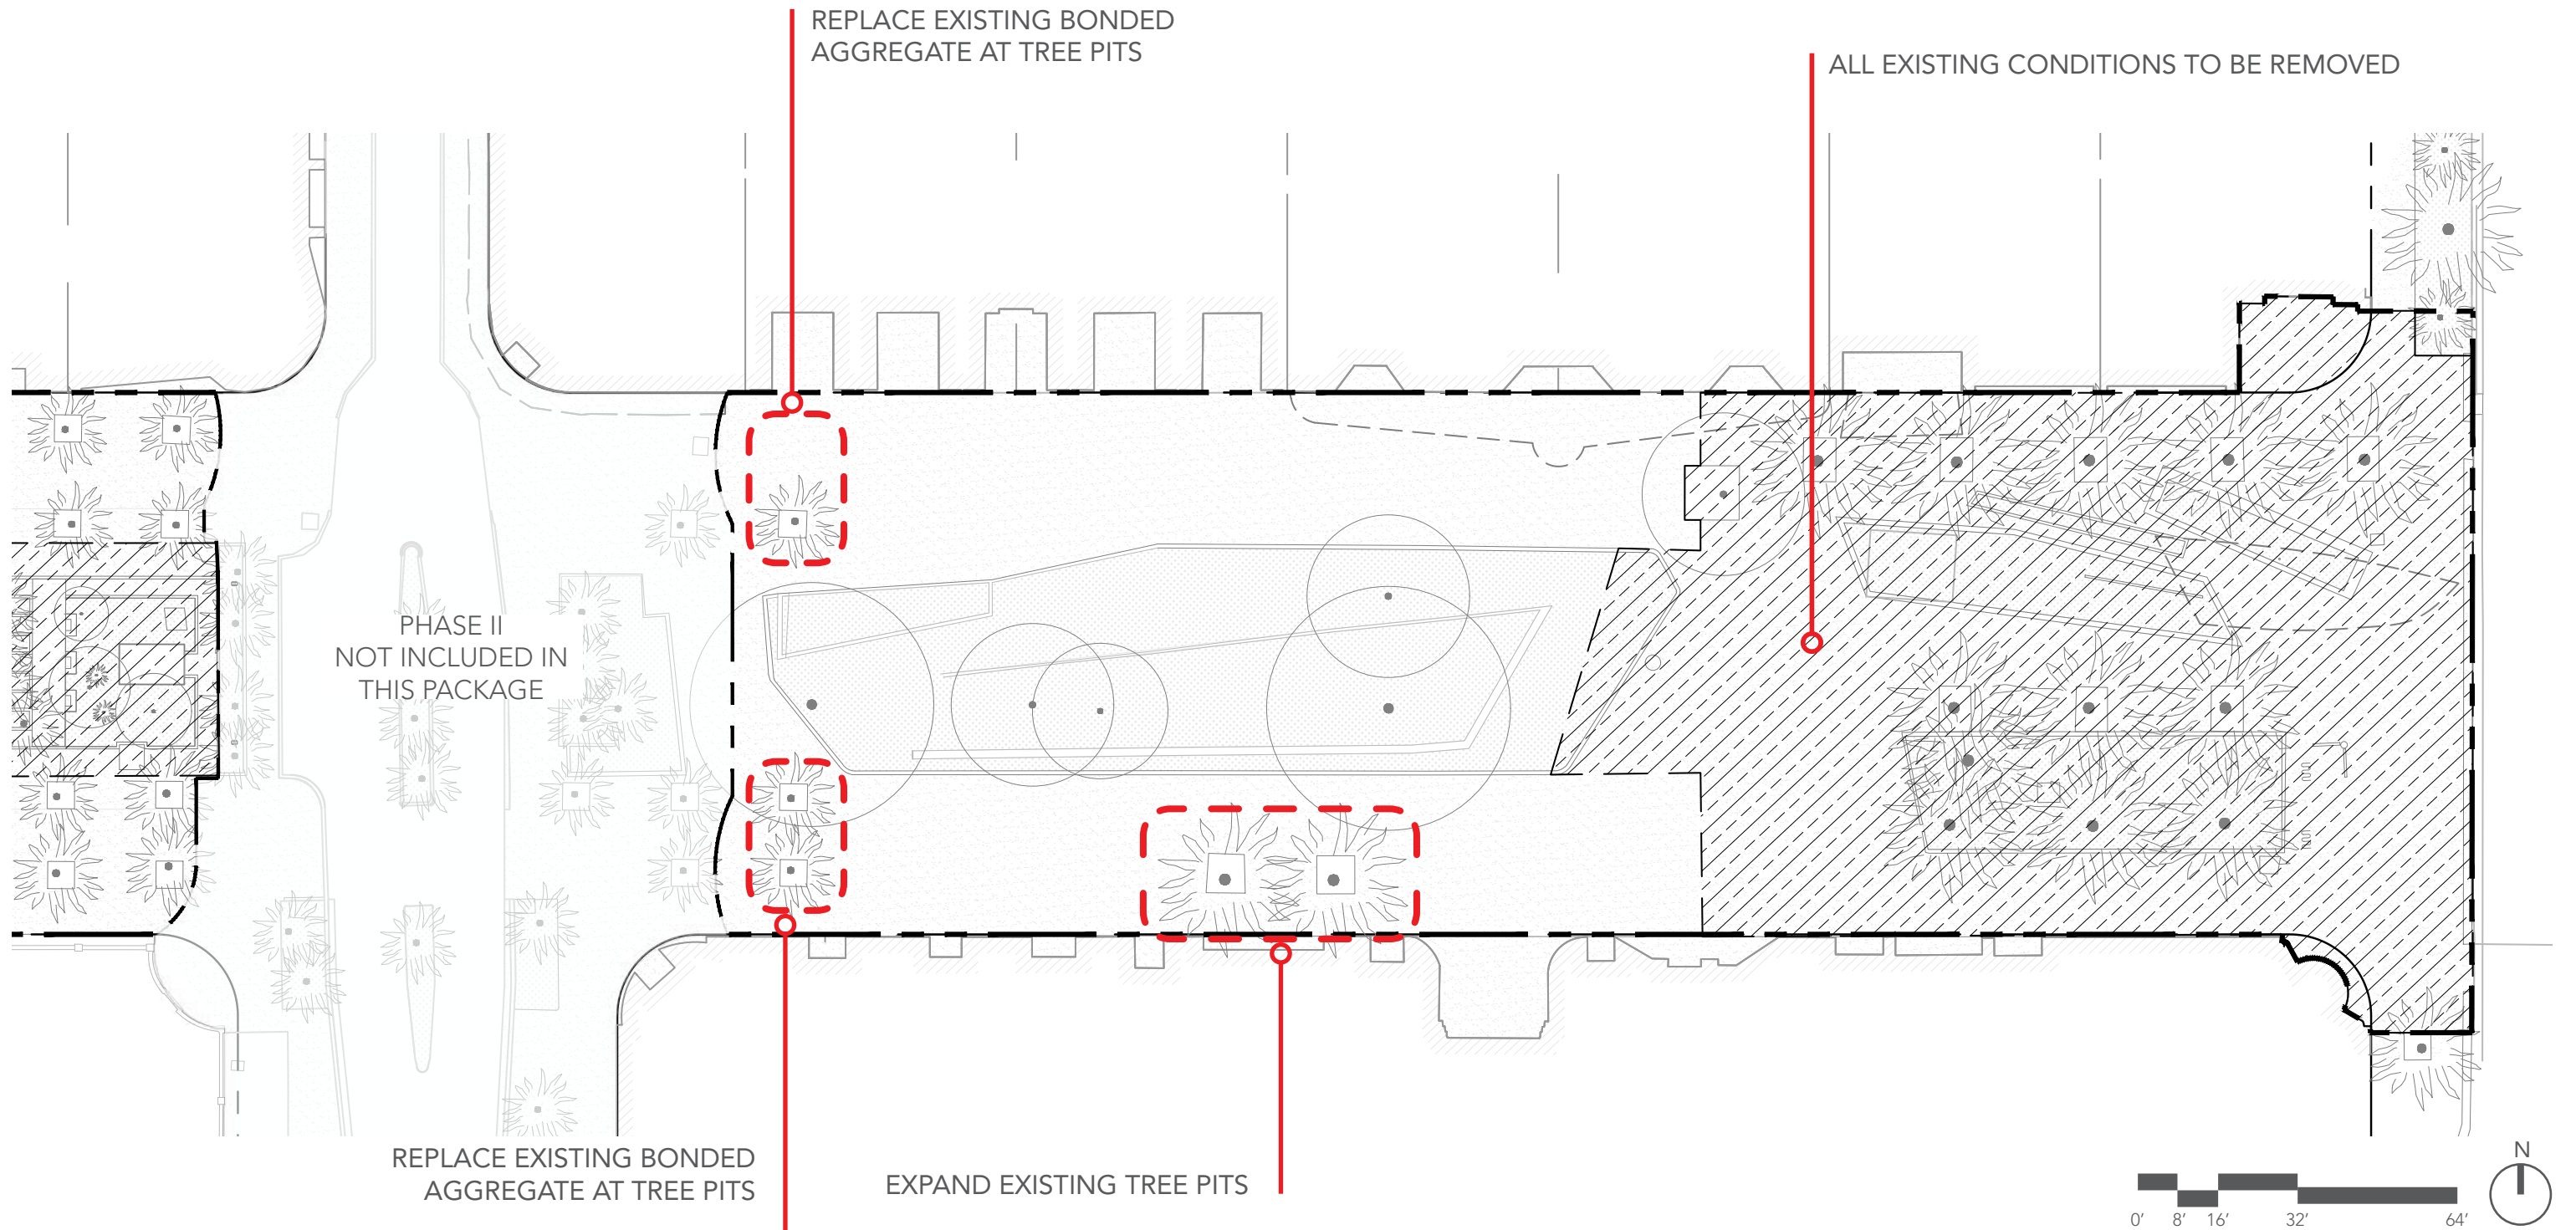 REPLACE EXISTING BONDED
AGGREGATE AT TREE PITS
ALL EXISTING CONDITIONS TO BE REMOVED
PHASE II
NOT INCLUDED IN
THIS PACKAGE
REPLACE EXISTING BONDED
AGGREGATE AT TREE PITS
EXPAND EXISTING TREE PITS
N
0' 8' 16' 32' 64'